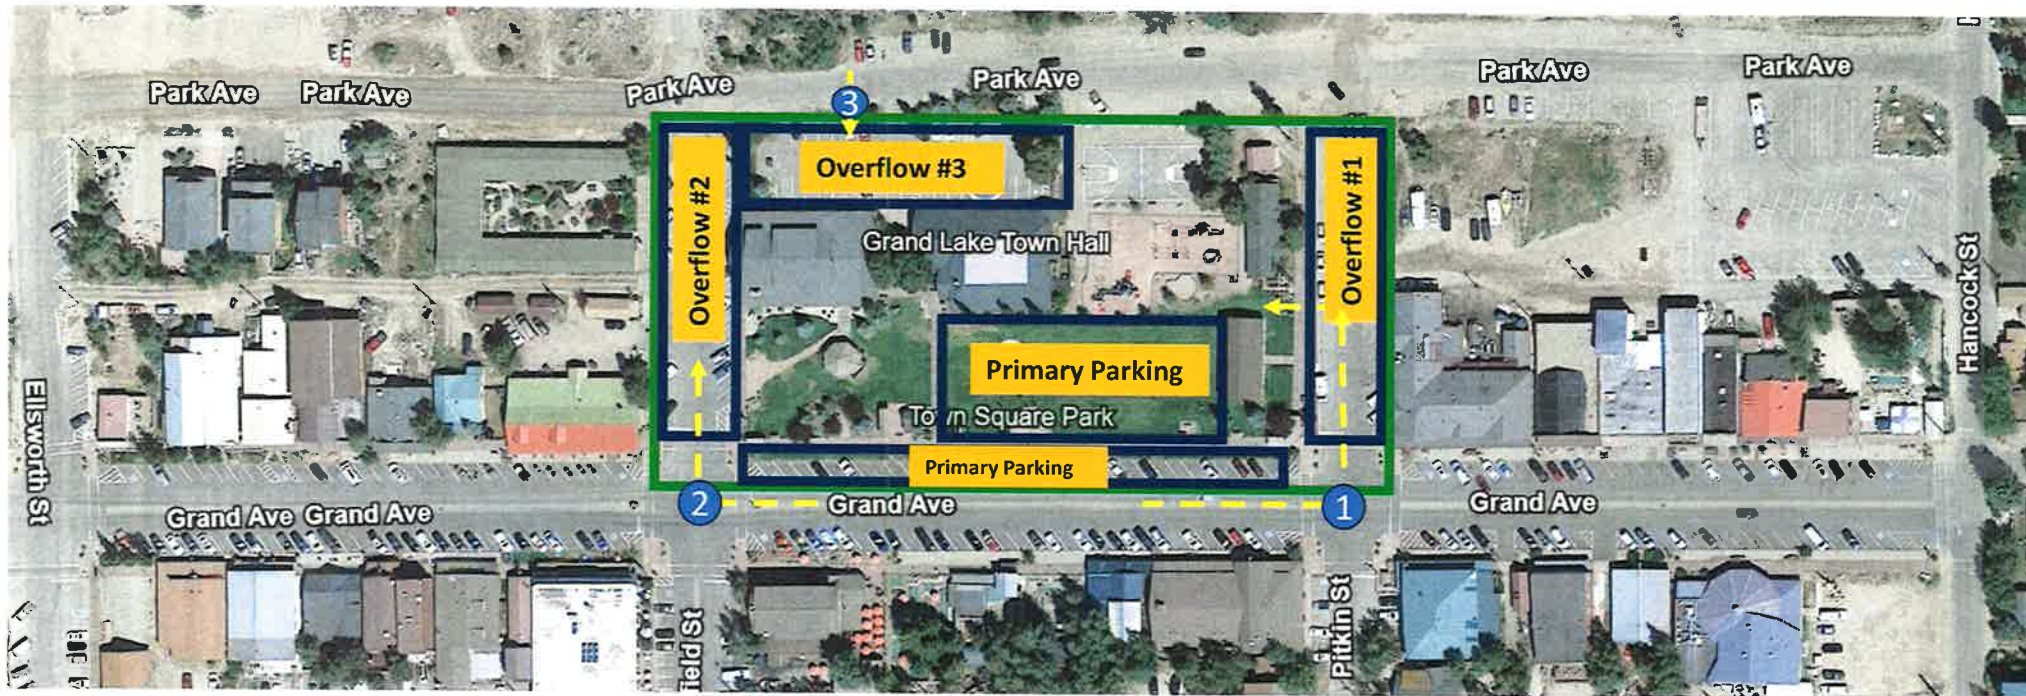 Park Ave
Park Ave
Park Ave
Park Ave
Park Ave
Park Ave
3
Overflow #3
Overflow #2
Overflow #1
Grand Lake Town Hall
Primary Parking
Town Square Park
Primary Parking
Ellsworth St
Hancock St
2
Grand Ave
1
Grand Ave
Grand Ave
Grand Ave
field St
Pitkin St